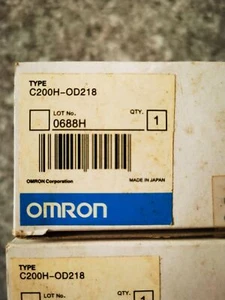 TYPE
C200H-OD218
LOT No. QTY.
0688H 1
OMRON Corporation MADE IN JAPAN
OMRON
TYPE
C200H-OD218
LOT No. QTY.